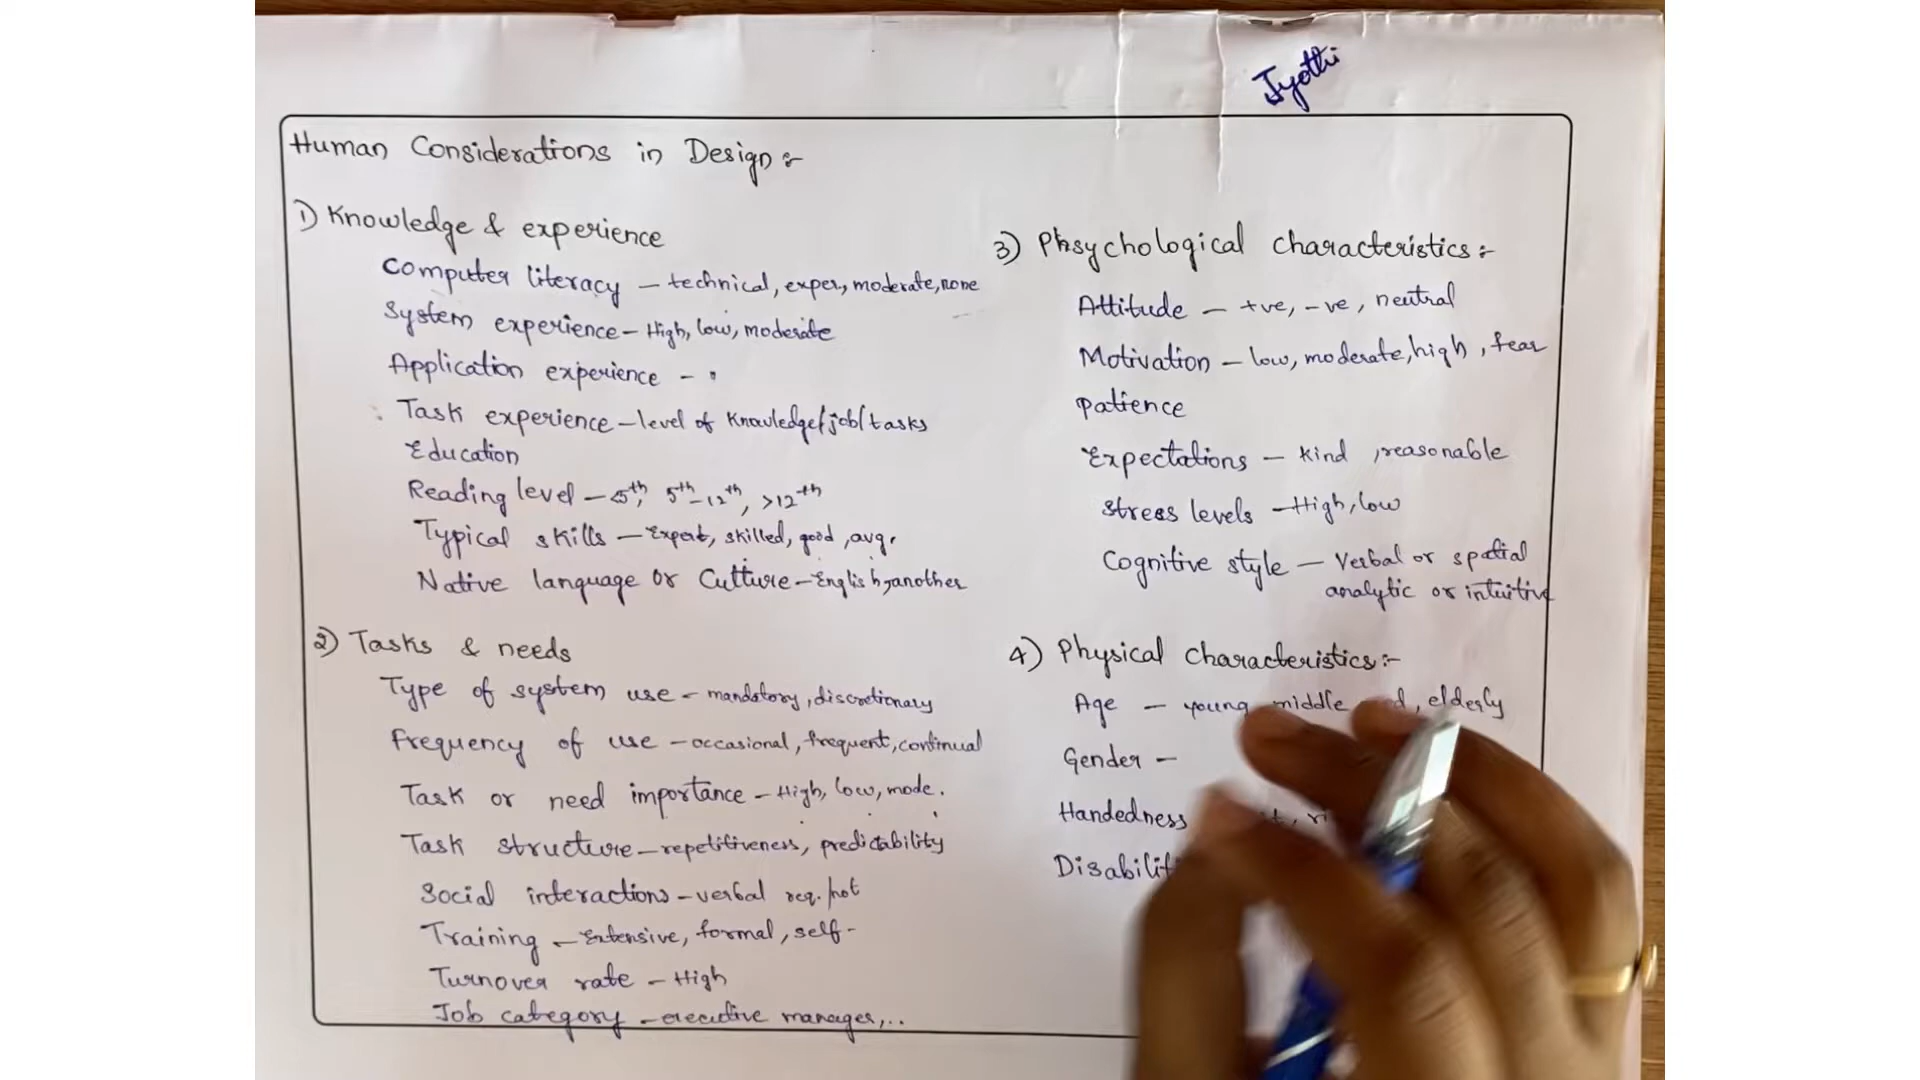 Jyothi
Human Considerations in Design:-
1) Knowledge & experience
Computer literacy - technical, exper, moderate, none
System experience - High, low, moderate
Application experience - "
Task experience - level of knowledge/job/tasks
Education
Reading level - <5th, 5th-12th, >12th
Typical skills - Expert, skilled, good, avg.
Native language or Culture - English, another
2) Tasks & needs
Type of system use - mandatory, discretionary
Frequency of use - occasional, frequent, continual
Task or need importance - High, low, mode.
Task structure - repetitiveness, predictability
Social interactions - verbal req./not
Training - Extensive, formal, self-
Turnover rate - High
Job category - executive manager,..
3) Phsychological characteristics:-
Attitude - +ve, -ve, neutral
Motivation - low, moderate, high, fear
patience
Expectations - kind, reasonable
Stress levels - High, low
Cognitive style - Verbal or spatial
analytic or intuitive
4) Physical characteristics:-
Age - young, middle elderly
Gender -
Handedness